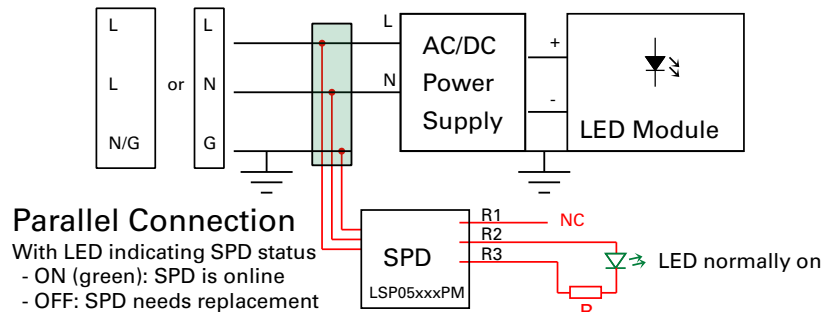 L
L
N/G
or
L
N
G
L
N
AC/DC
Power
Supply
+
-
LED Module
Parallel Connection
With LED indicating SPD status
- ON (green): SPD is online
- OFF: SPD needs replacement
SPD
LSP05xxxPM
R1
R2
R3
NC
LED normally on
R